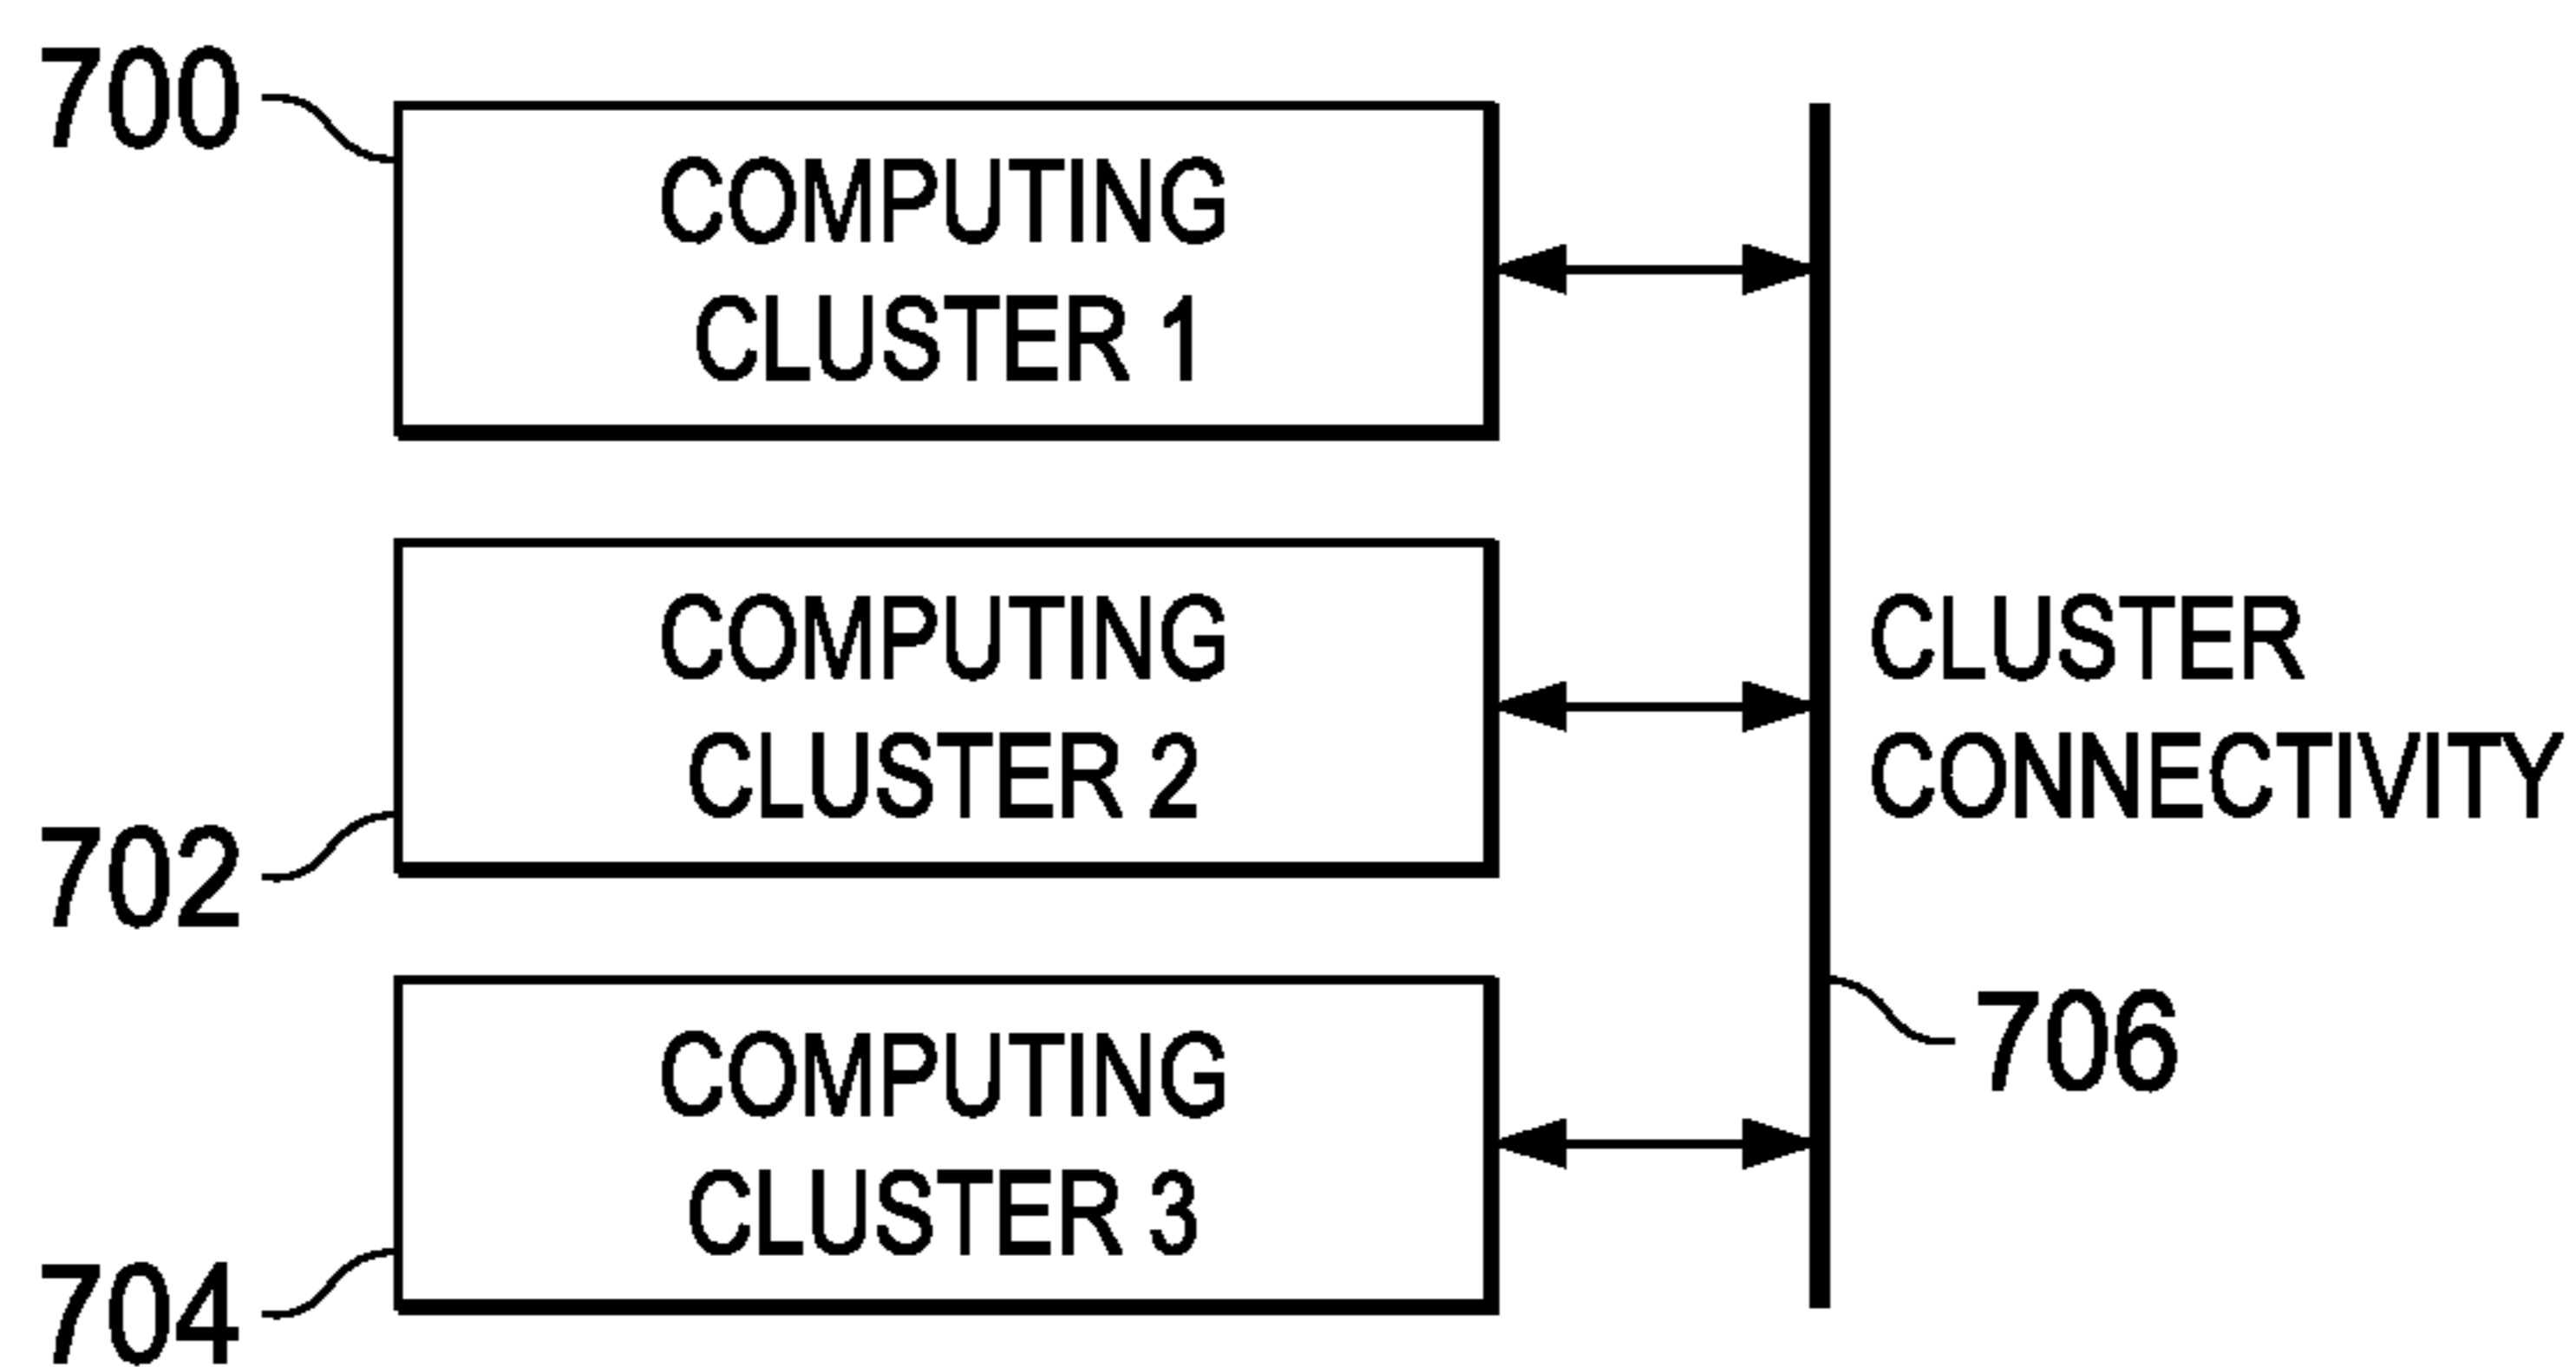 700
COMPUTING
CLUSTER 1
COMPUTING
CLUSTER 2
702
CLUSTER
CONNECTIVITY
COMPUTING
CLUSTER 3
704
706